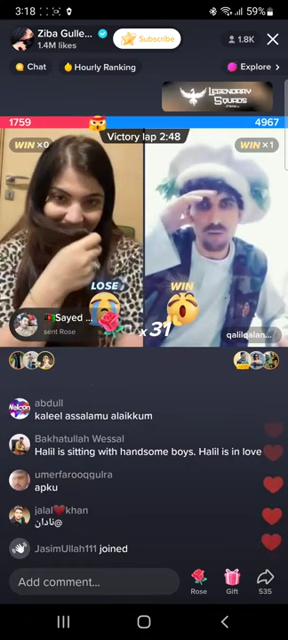 3:18
59%
Ziba Gulle...
1.4M likes
Subscribe
1.8K
Chat
Hourly Ranking
Explore >
LEGENDARY
SQUADS
1759
4967
Victory lap 2:48
WIN ×0
WIN ×1
LOSE
WIN
Sayed ...
sent Rose
x 31
qalilqalan...
abdull
kaleel assalamu alaikkum
Bakhatullah Wessal
Halil is sitting with handsome boys. Halil is in love
umerfarooqgulra
apku
jalal❤️khan
@نادان
JasimUllah111 joined
Add comment...
Rose
Gift
535